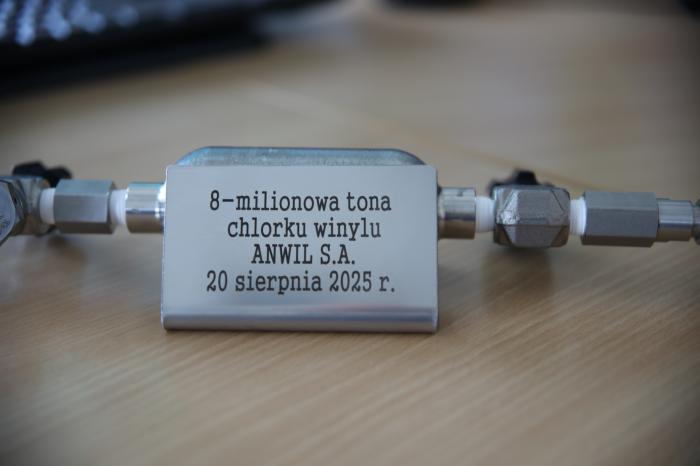 8-milionowa tona
chlorku winylu
ANWIL S.A.
20 sierpnia 2025 r.